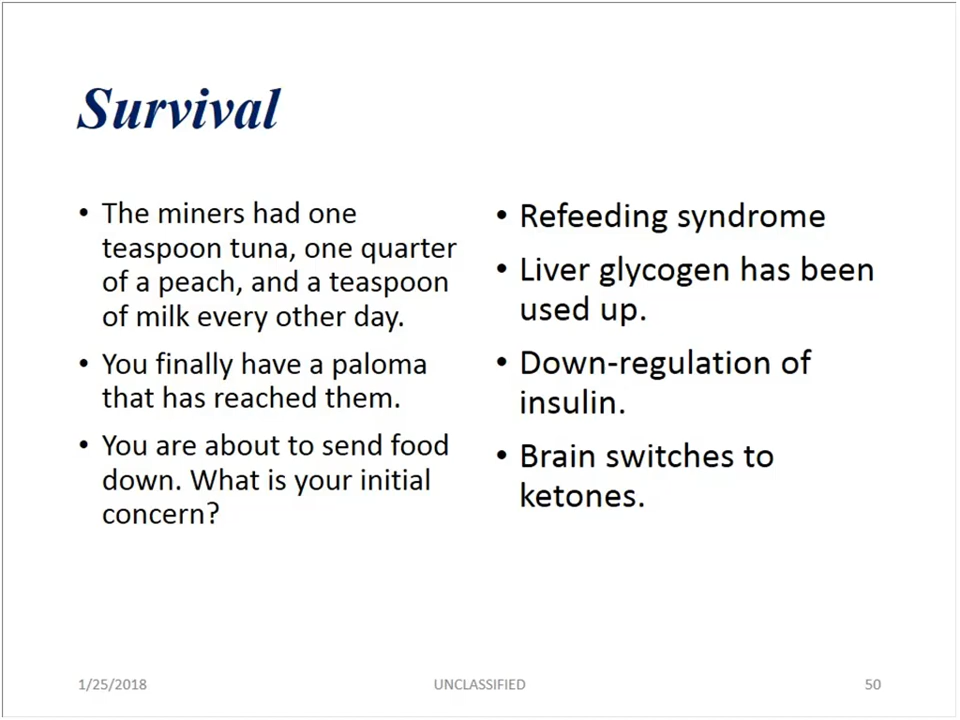 Survival
• The miners had one
teaspoon tuna, one quarter
of a peach, and a teaspoon
of milk every other day.
• You finally have a paloma
that has reached them.
• You are about to send food
down. What is your initial
concern?
• Refeeding syndrome
• Liver glycogen has been
used up.
• Down-regulation of
insulin.
• Brain switches to
ketones.
1/25/2018
UNCLASSIFIED
50